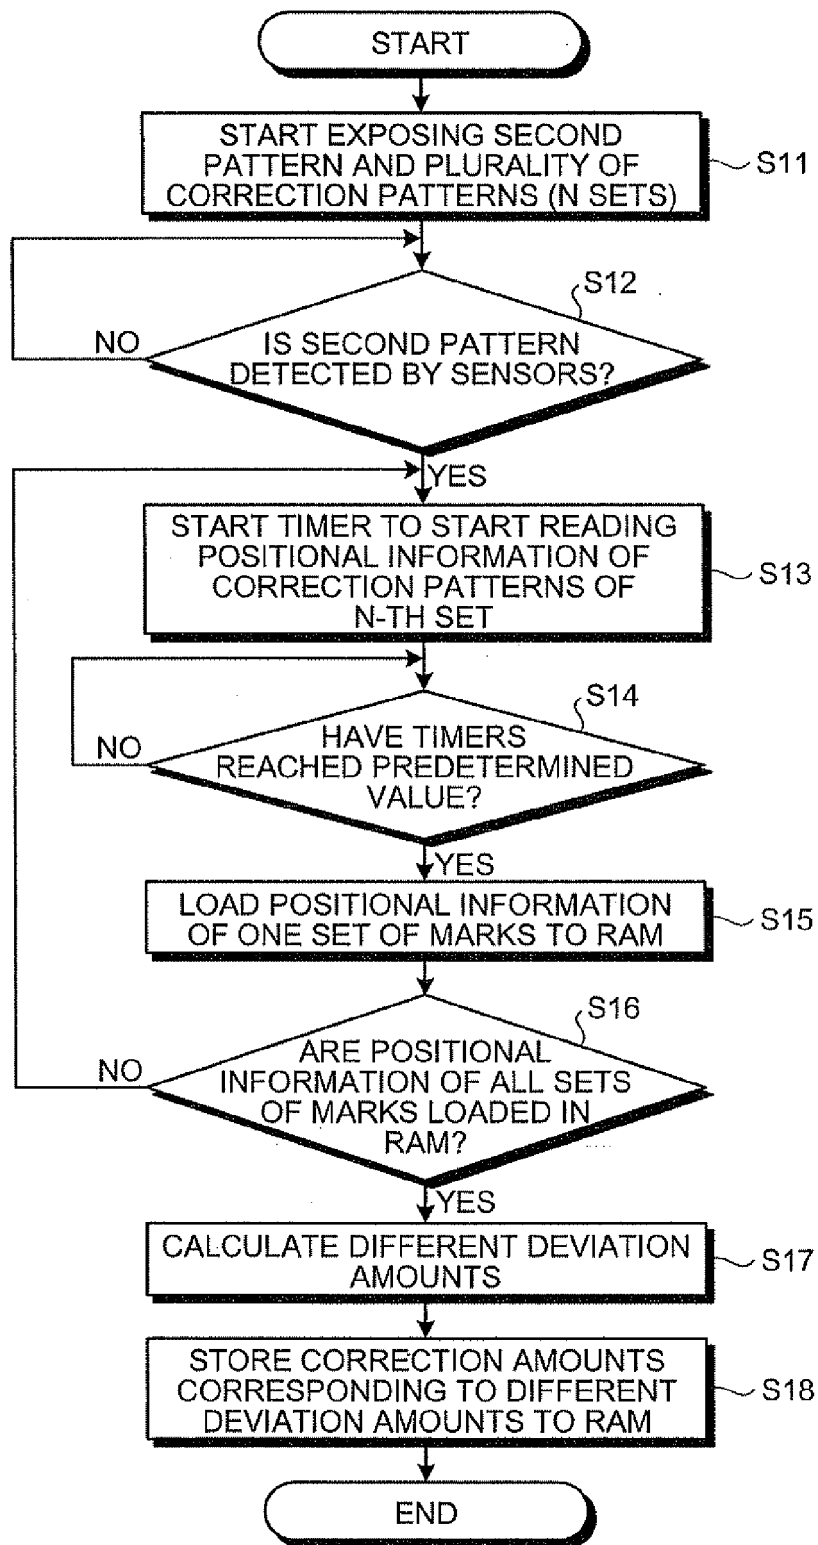 START
START EXPOSING SECOND
PATTERN AND PLURALITY OF
CORRECTION PATTERNS (N SETS)
S11
S12
NO
IS SECOND PATTERN
DETECTED BY SENSORS?
YES
START TIMER TO START READING
POSITIONAL INFORMATION OF
CORRECTION PATTERNS OF
N-TH SET
S13
S14
NO
HAVE TIMERS
REACHED PREDETERMINED
VALUE?
YES
LOAD POSITIONAL INFORMATION
OF ONE SET OF MARKS TO RAM
S15
S16
NO
ARE POSITIONAL
INFORMATION OF ALL SETS
OF MARKS LOADED IN
RAM?
YES
CALCULATE DIFFERENT DEVIATION
AMOUNTS
S17
STORE CORRECTION AMOUNTS
CORRESPONDING TO DIFFERENT
DEVIATION AMOUNTS TO RAM
S18
END